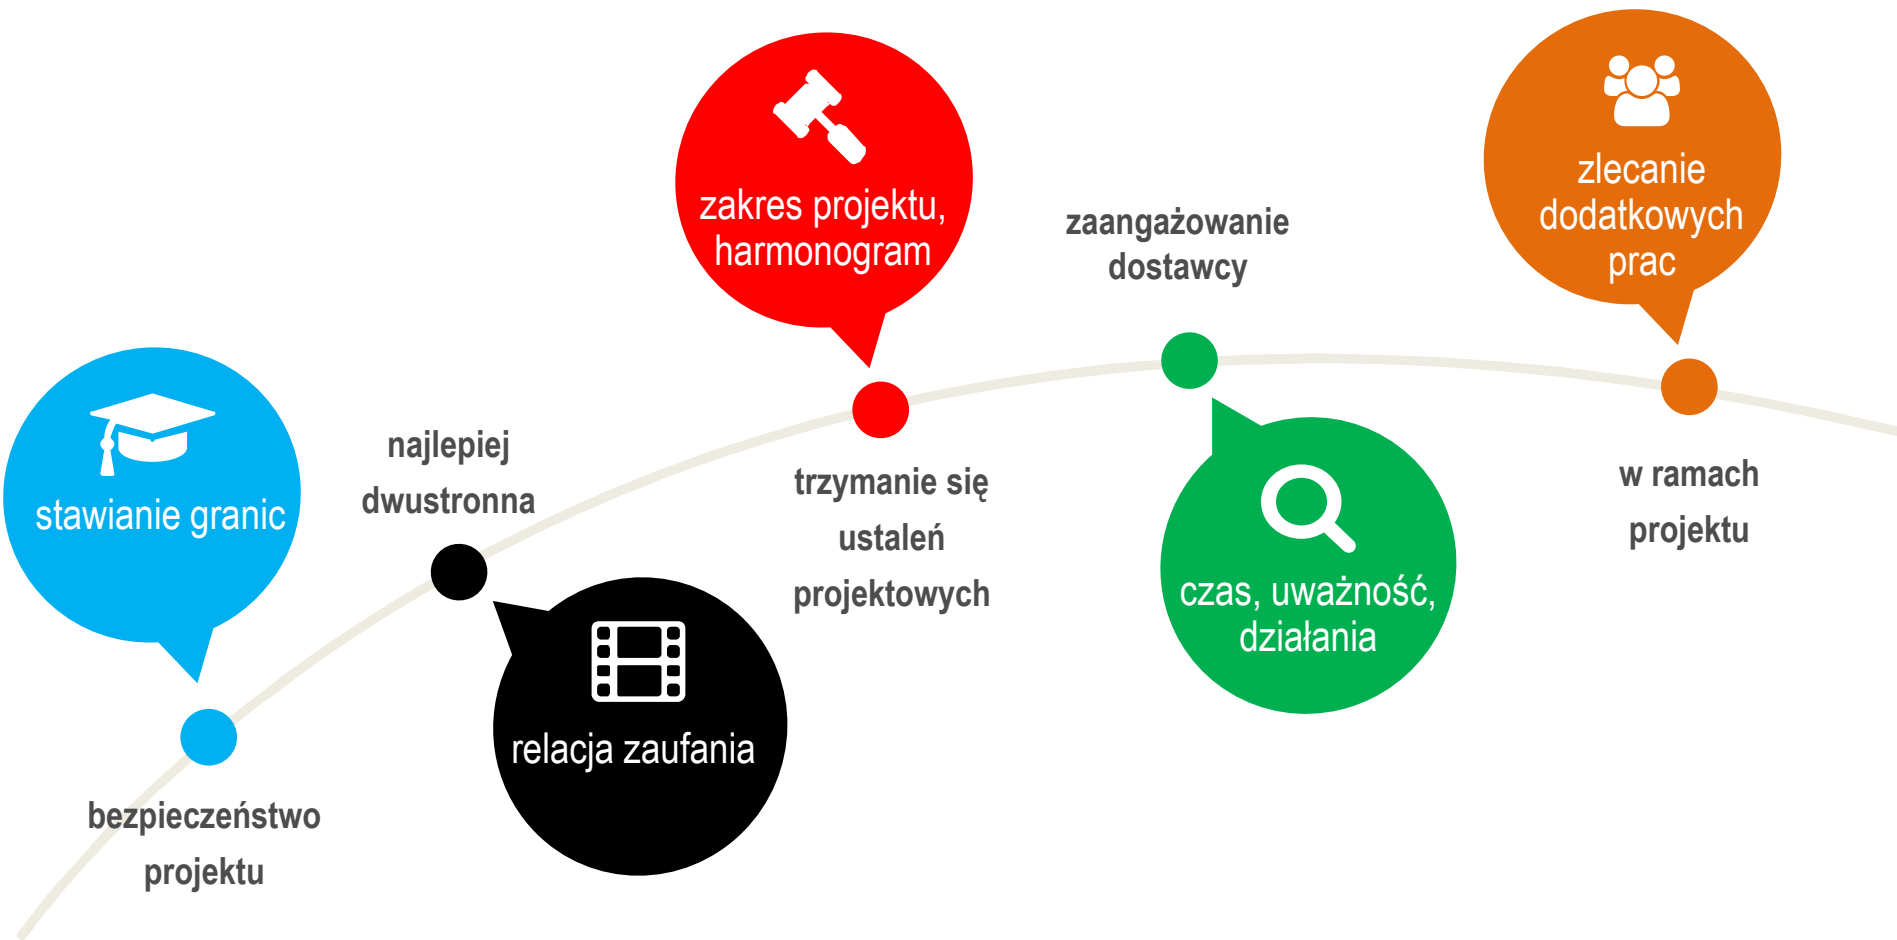 stawianie granic
bezpieczeństwo
projektu
najlepiej
dwustronna
relacja zaufania
zakres projektu,
harmonogram
trzymanie się
ustaleń
projektowych
zaangażowanie
dostawcy
czas, uważność,
działania
zlecanie
dodatkowych
prac
w ramach
projektu